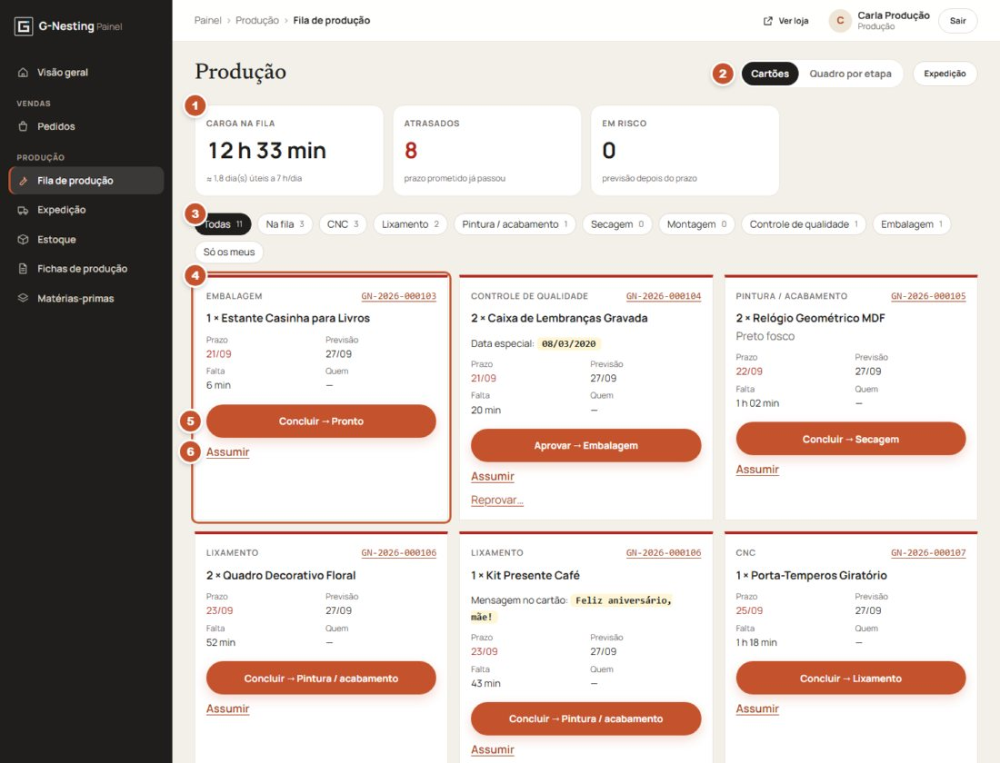 G-Nesting Painel
Visão geral
VENDAS
Pedidos
PRODUÇÃO
Fila de produção
Expedição
Estoque
Fichas de produção
Matérias-primas
Painel › Produção › Fila de produção
Ver loja
C
Carla Produção
Produção
Sair
Produção
2
Cartões
Quadro por etapa
Expedição
1
CARGA NA FILA
12 h 33 min
≈ 1.8 dia(s) úteis a 7 h/dia
ATRASADOS
8
prazo prometido já passou
EM RISCO
0
previsão depois do prazo
3
Todas 11
Na fila 3
CNC 3
Lixamento 2
Pintura / acabamento 1
Secagem 0
Montagem 0
Controle de qualidade 1
Embalagem 1
Só os meus
4
EMBALAGEM GN-2026-000103
1 × Estante Casinha para Livros
Prazo Previsão
21/09 27/09
Falta Quem
6 min —
5
Concluir → Pronto
6
Assumir
CONTROLE DE QUALIDADE GN-2026-000104
2 × Caixa de Lembranças Gravada
Data especial: 08/03/2020
Prazo Previsão
21/09 27/09
Falta Quem
20 min —
Aprovar → Embalagem
Assumir
Reprovar...
PINTURA / ACABAMENTO GN-2026-000105
2 × Relógio Geométrico MDF
Preto fosco
Prazo Previsão
22/09 27/09
Falta Quem
1 h 02 min —
Concluir → Secagem
Assumir
LIXAMENTO GN-2026-000106
2 × Quadro Decorativo Floral
Prazo Previsão
23/09 27/09
Falta Quem
52 min —
Concluir → Pintura / acabamento
Assumir
LIXAMENTO GN-2026-000106
1 × Kit Presente Café
Mensagem no cartão: Feliz aniversário,
mãe!
Prazo Previsão
23/09 27/09
Falta Quem
43 min —
Concluir → Pintura / acabamento
Assumir
CNC GN-2026-000107
1 × Porta-Temperos Giratório
Prazo Previsão
25/09 27/09
Falta Quem
1 h 18 min —
Concluir → Lixamento
Assumir